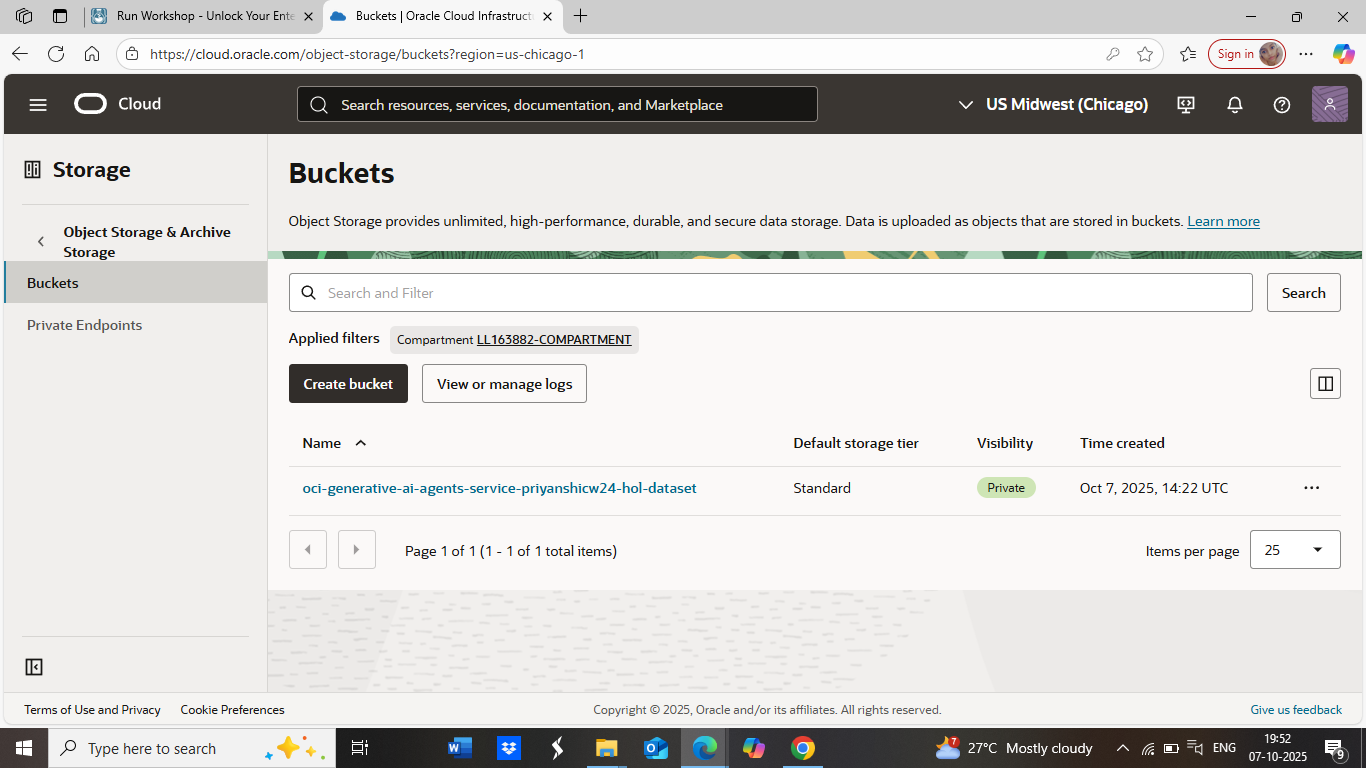 Run Workshop - Unlock Your Ente
Buckets | Oracle Cloud Infrastruct
https://cloud.oracle.com/object-storage/buckets?region=us-chicago-1
Sign in
Cloud
Search resources, services, documentation, and Marketplace
US Midwest (Chicago)
Storage
Object Storage & Archive
Storage
Buckets
Private Endpoints
Buckets
Object Storage provides unlimited, high-performance, durable, and secure data storage. Data is uploaded as objects that are stored in buckets. Learn more
Search and Filter
Search
Applied filters
Compartment LL163882-COMPARTMENT
Create bucket
View or manage logs
Name
Default storage tier
Visibility
Time created
oci-generative-ai-agents-service-priyanshicw24-hol-dataset
Standard
Private
Oct 7, 2025, 14:22 UTC
Page 1 of 1 (1 - 1 of 1 total items)
Items per page
25
Terms of Use and Privacy
Cookie Preferences
Copyright © 2025, Oracle and/or its affiliates. All rights reserved.
Give us feedback
Type here to search
7
27°C Mostly cloudy
ENG
19:52
07-10-2025
9